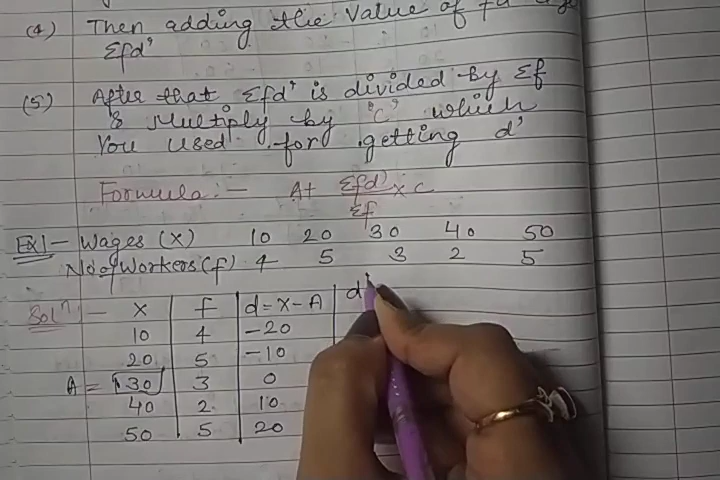 (4) Then adding the value of fd'
Σfd'
(5) After that Σfd' is divided by Σf
& Multiply by "C" which
You used for getting d'
Formula:- A+ Σfd'/Σf × C
EX1- Wages (X) 10 20 30 40 50
No of Workers (f) 4 5 3 2 5
Solⁿ:- X f d=X-A d'
10 4 -20
20 5 -10
A= 30 3 0
40 2 10
50 5 20